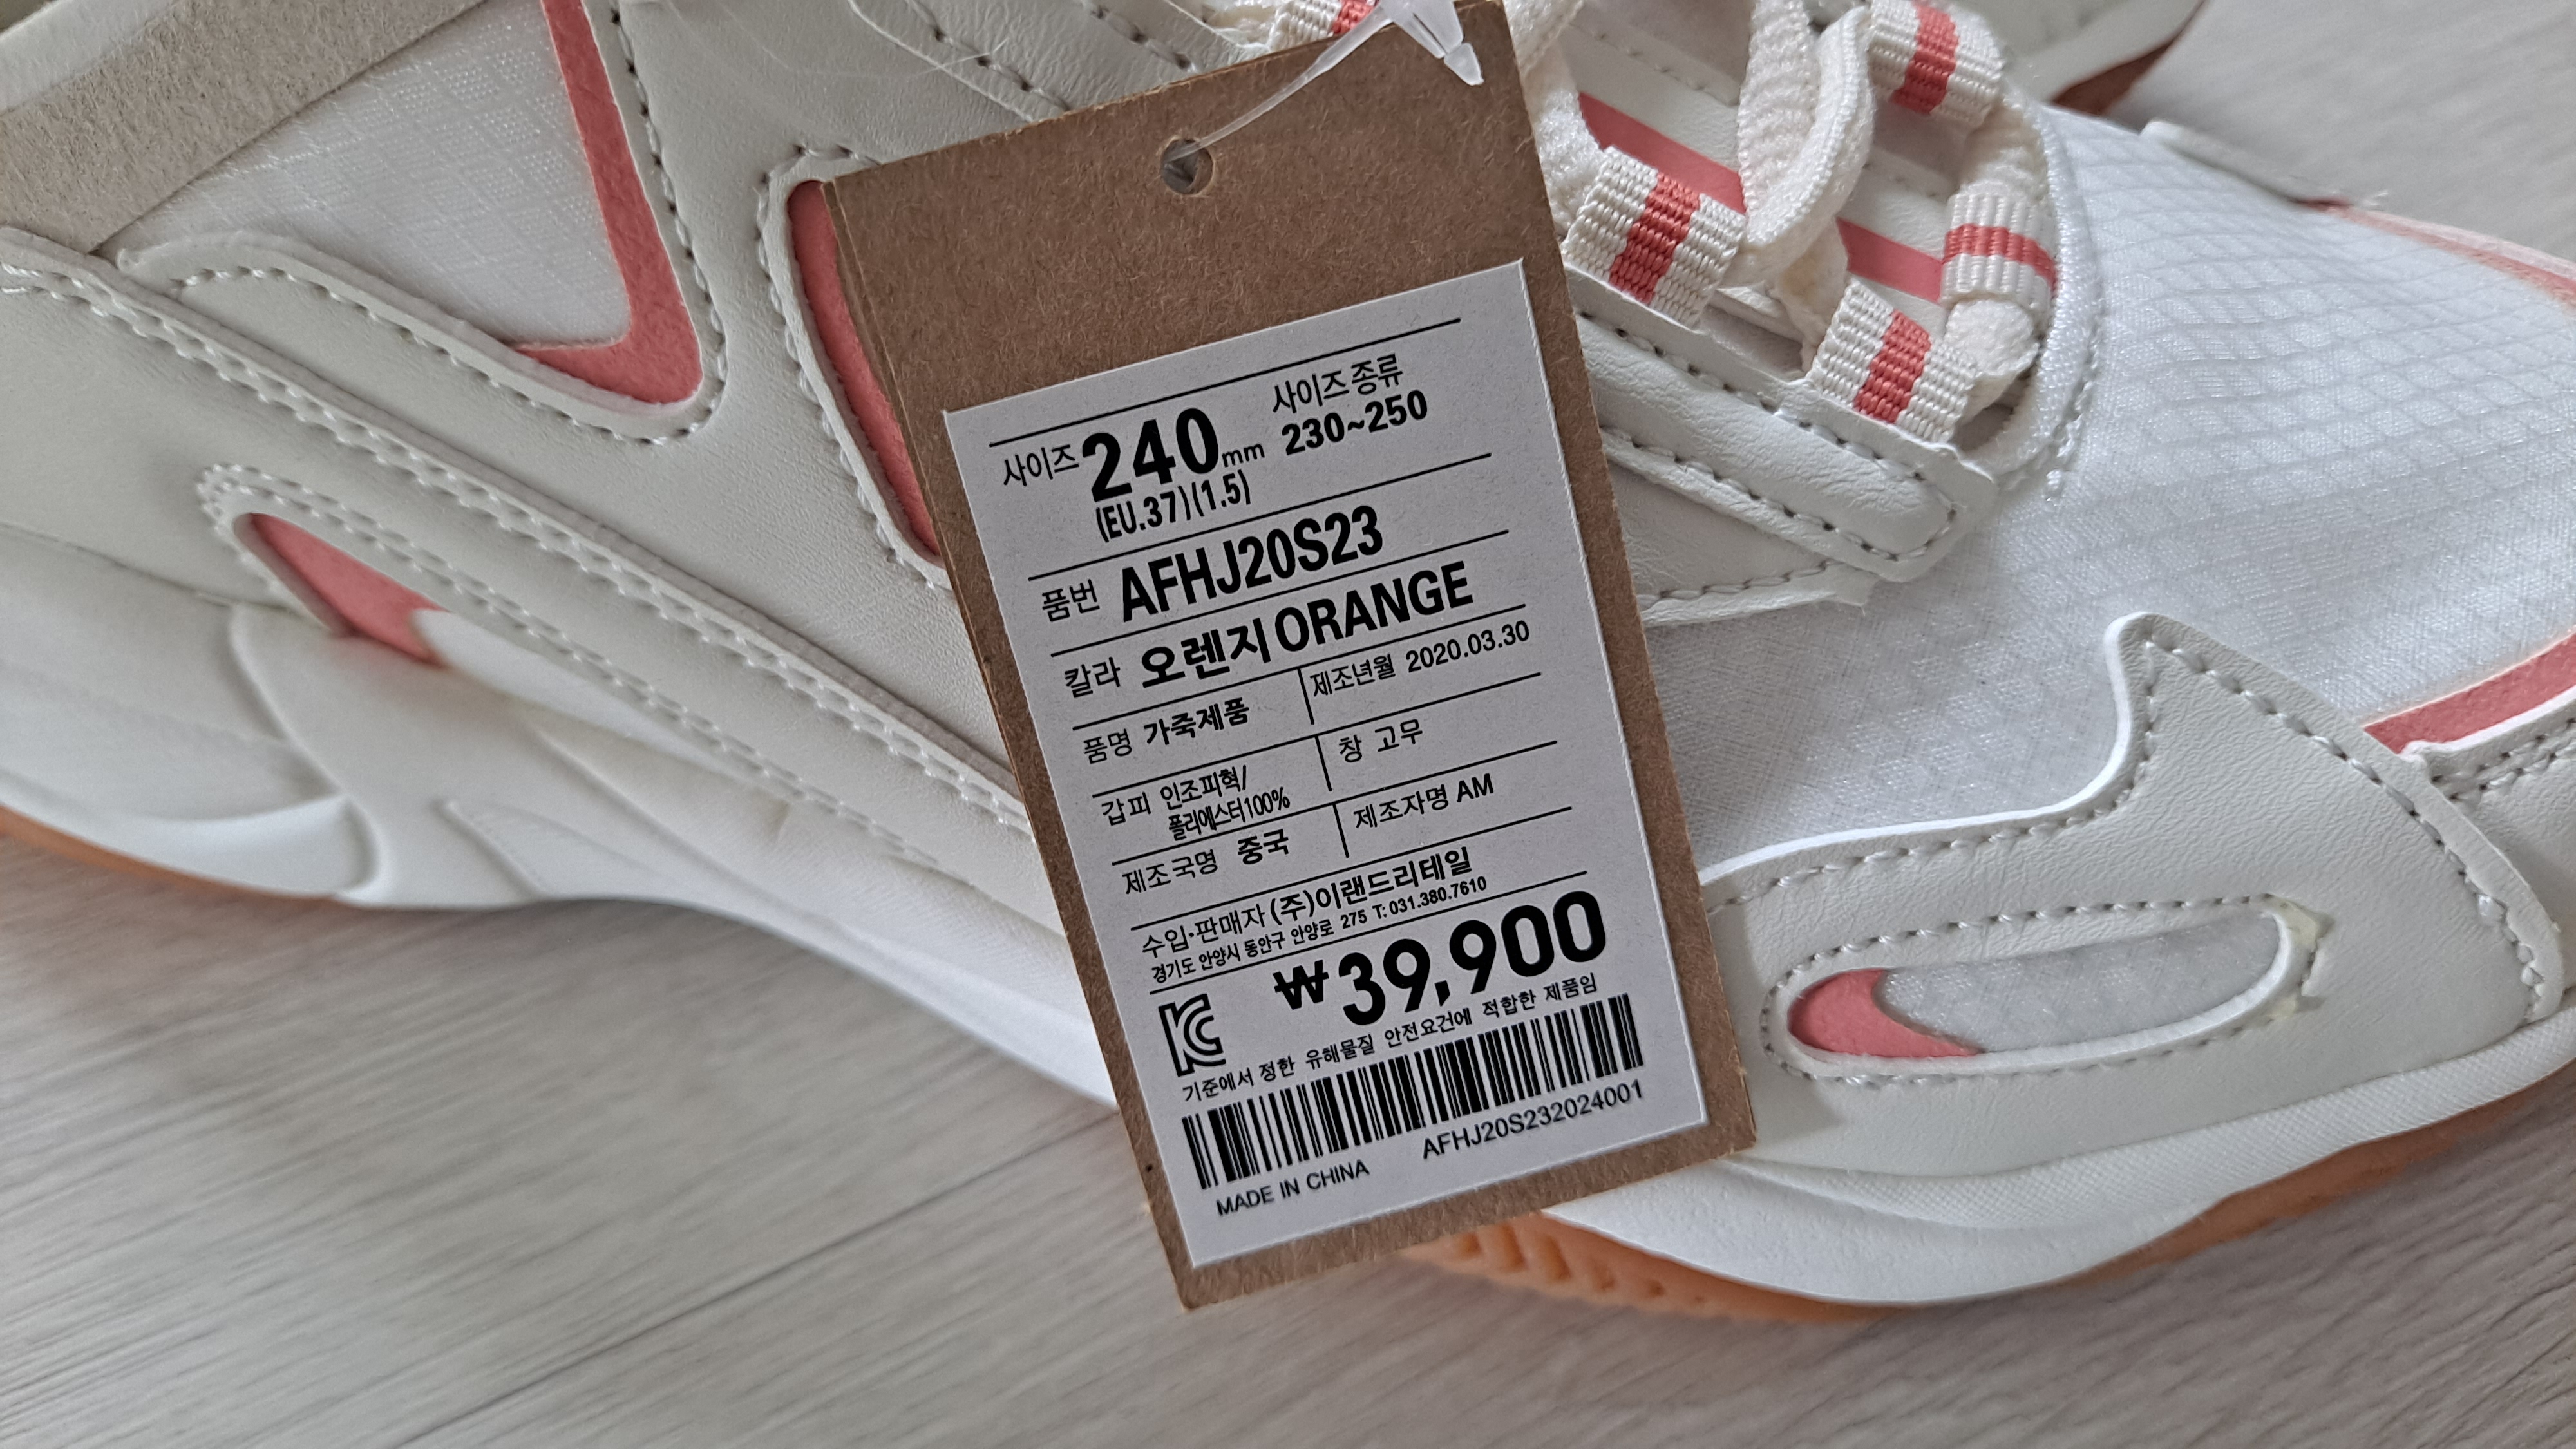 사이즈 240mm 사이즈 종류
(EU.37)(1.5) 230~250
품번 AFHJ20S23
칼라 오렌지 ORANGE
품명 가죽제품 제조년월 2020.03.30
갑피 인조피혁/ 창 고무
폴리에스터100%
제조국명 중국 제조자명 AM
수입·판매자 (주)이랜드리테일
경기도 안양시 동안구 안양로 275 T:031.380.7610
₩39,900
KC
기준에서 정한 유해물질 안전요건에 적합한 제품임
AFHJ20S232024001
MADE IN CHINA